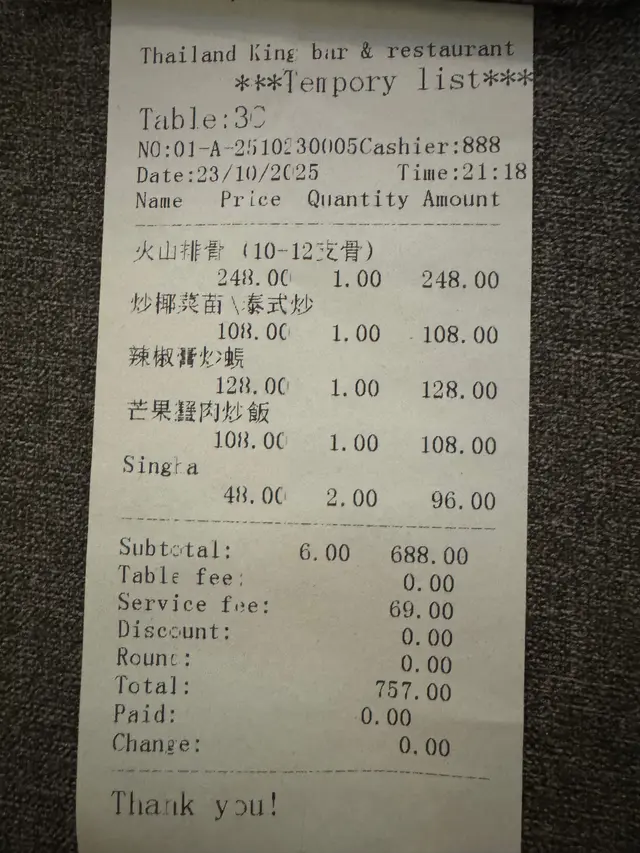 Thailand King bar & restaurant
***Tempory list***
Table:3C
NO:01-A-2510230005Cashier:888
Date:23/10/2025 Time:21:18
Name Price Quantity Amount
火山排骨 (10-12支骨)
248.00 1.00 248.00
炒椰菜苗\泰式炒
108.00 1.00 108.00
辣椒膏炒蜆
128.00 1.00 128.00
芒果蟹肉炒飯
108.00 1.00 108.00
Singha
48.00 2.00 96.00
Subtotal: 6.00 688.00
Table fee: 0.00
Service fee: 69.00
Discount: 0.00
Round: 0.00
Total: 757.00
Paid: 0.00
Change: 0.00
Thank you!